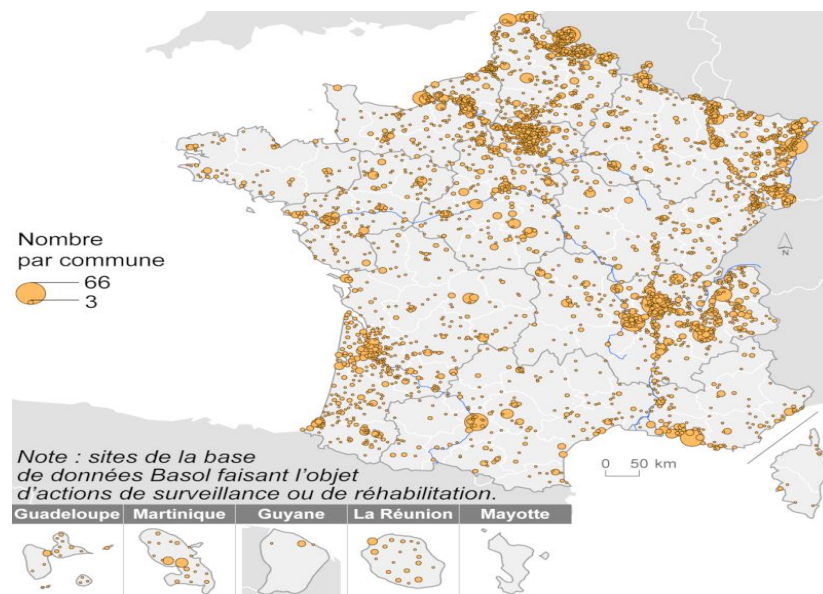 Nombre
par commune
66
3
N
0 50 km
Note : sites de la base
de données Basol faisant l'objet
d'actions de surveillance ou de réhabilitation.
Guadeloupe Martinique Guyane La Réunion Mayotte